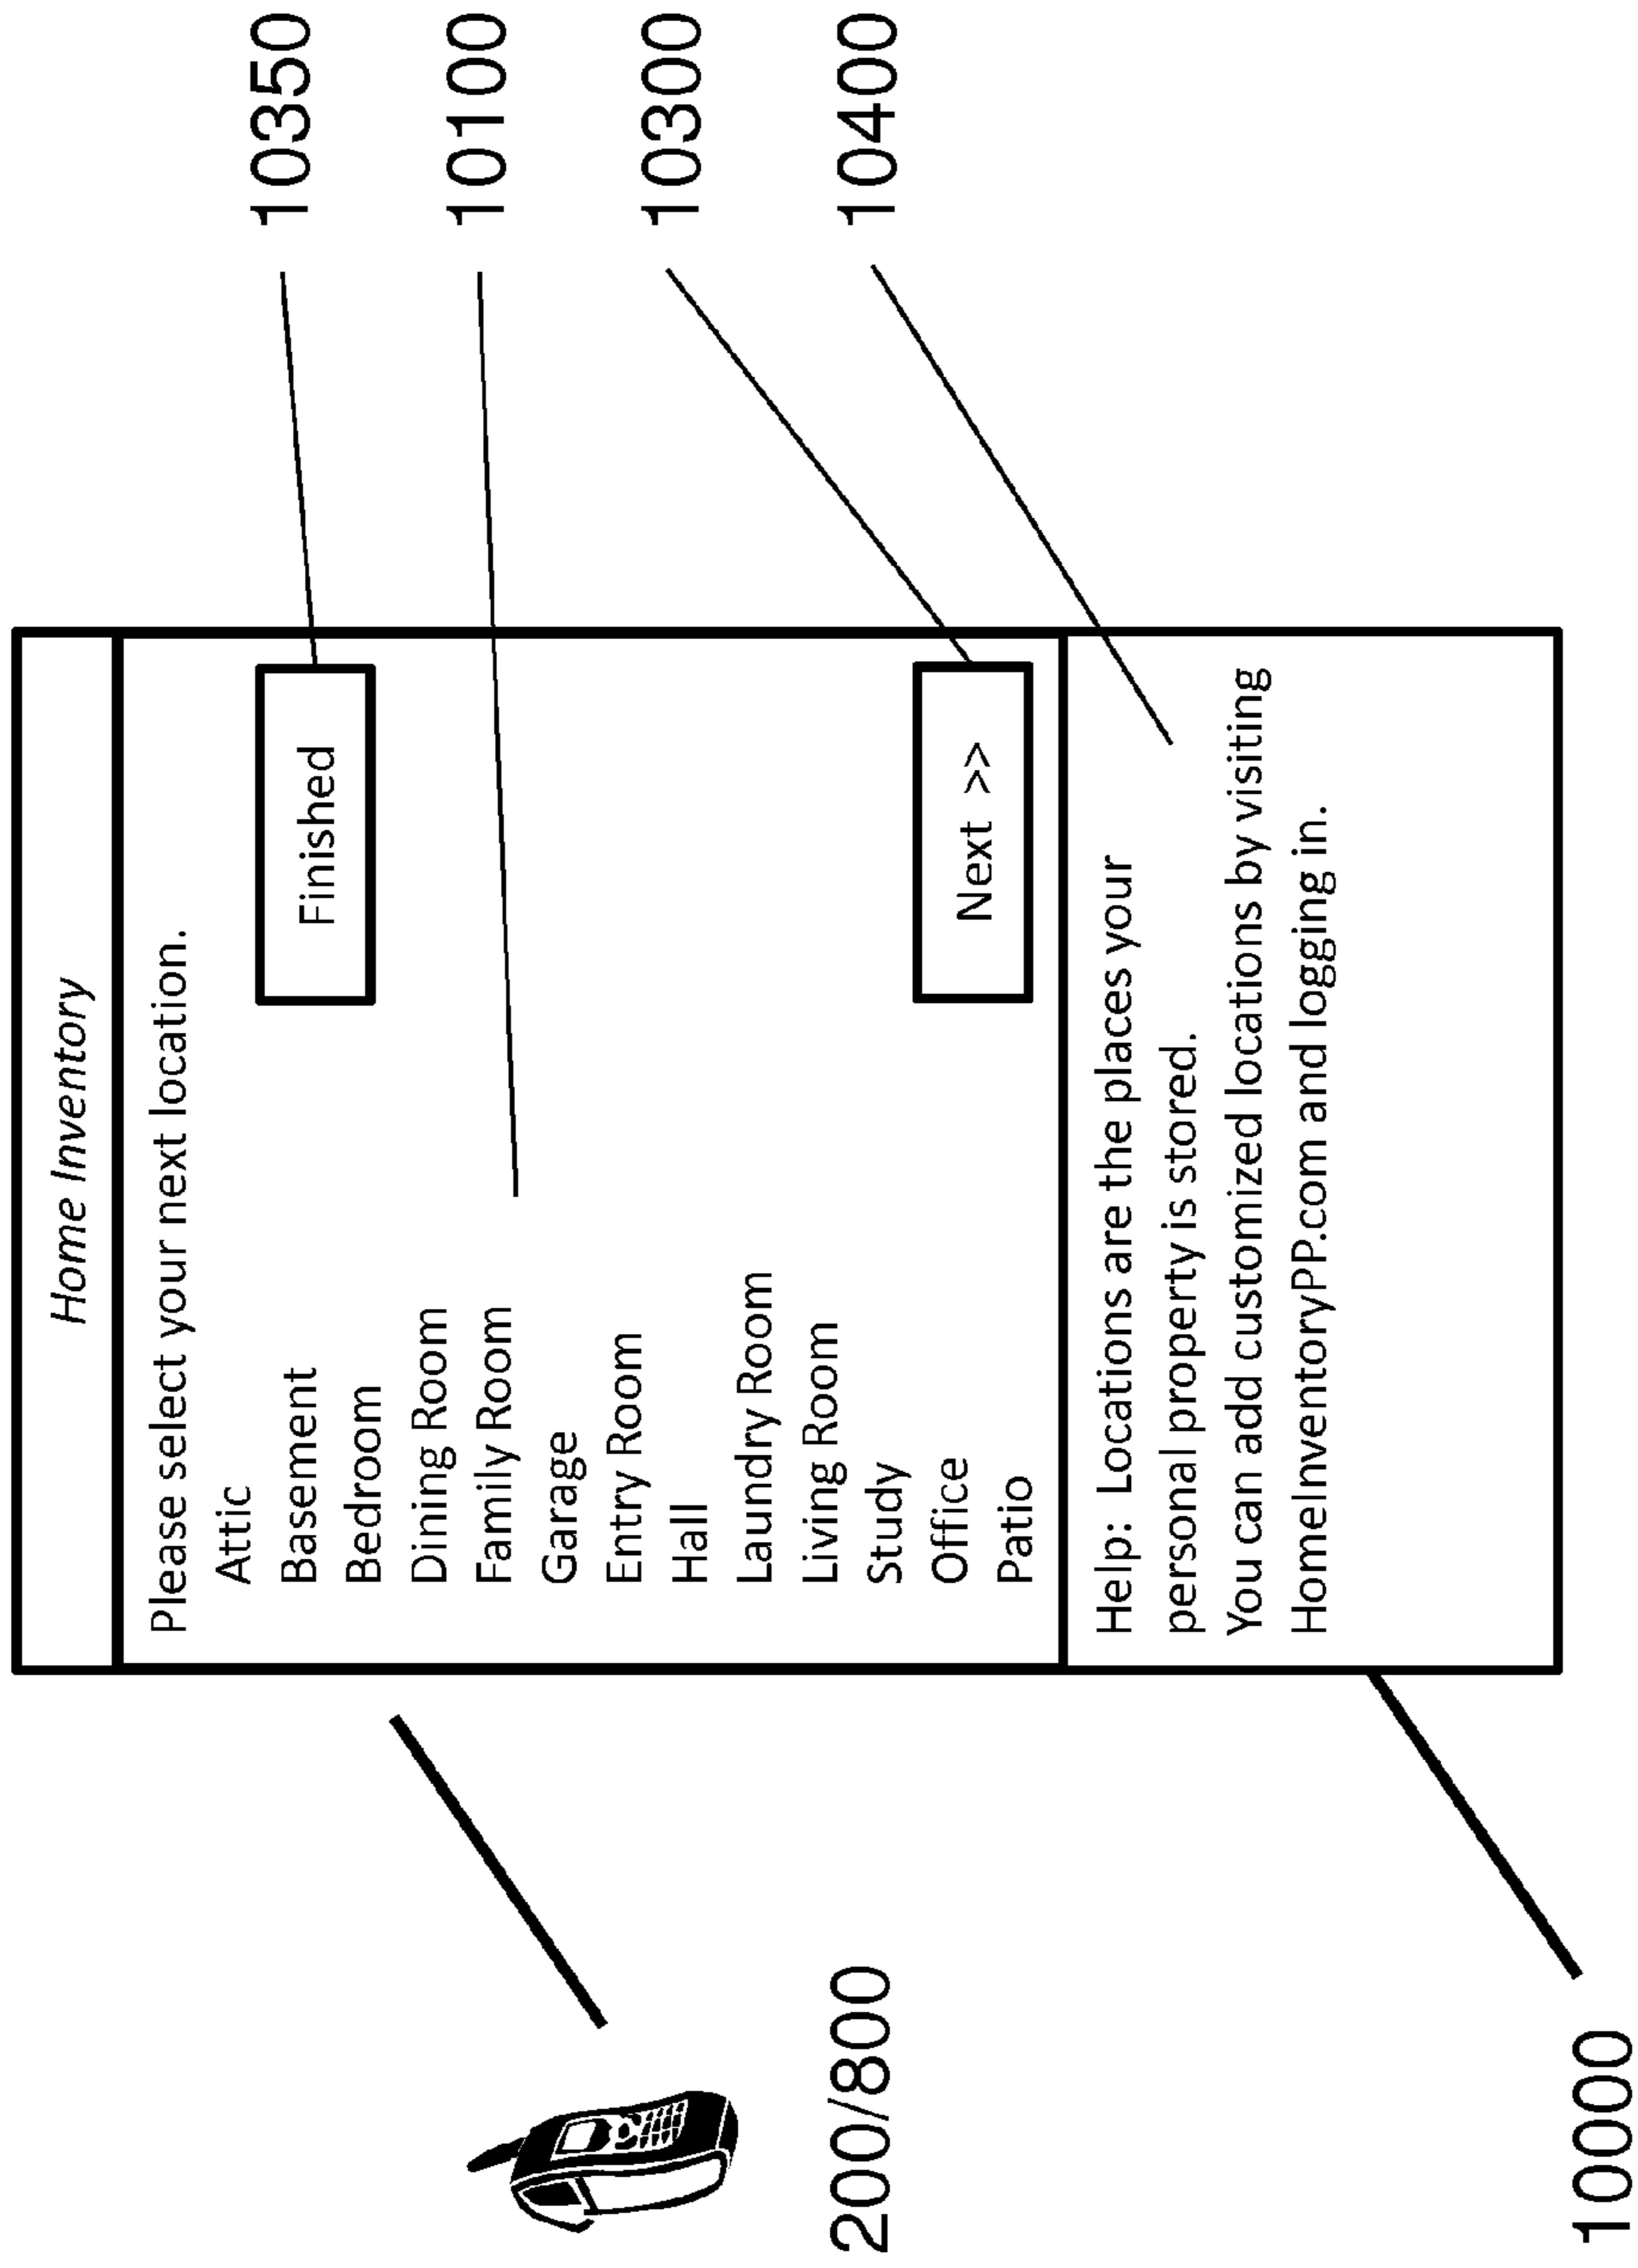 Home Inventory
Please select your next location.
Attic
Basement
Bedroom
Dining Room
Family Room
Garage
Entry Room
Hall
Laundry Room
Living Room
Study
Office
Patio
Finished
Next >>
Help: Locations are the places your
personal property is stored.
You can add customized locations by visiting
HomeInventoryPP.com and logging in.
10350
10100
10300
10400
200/800
10000